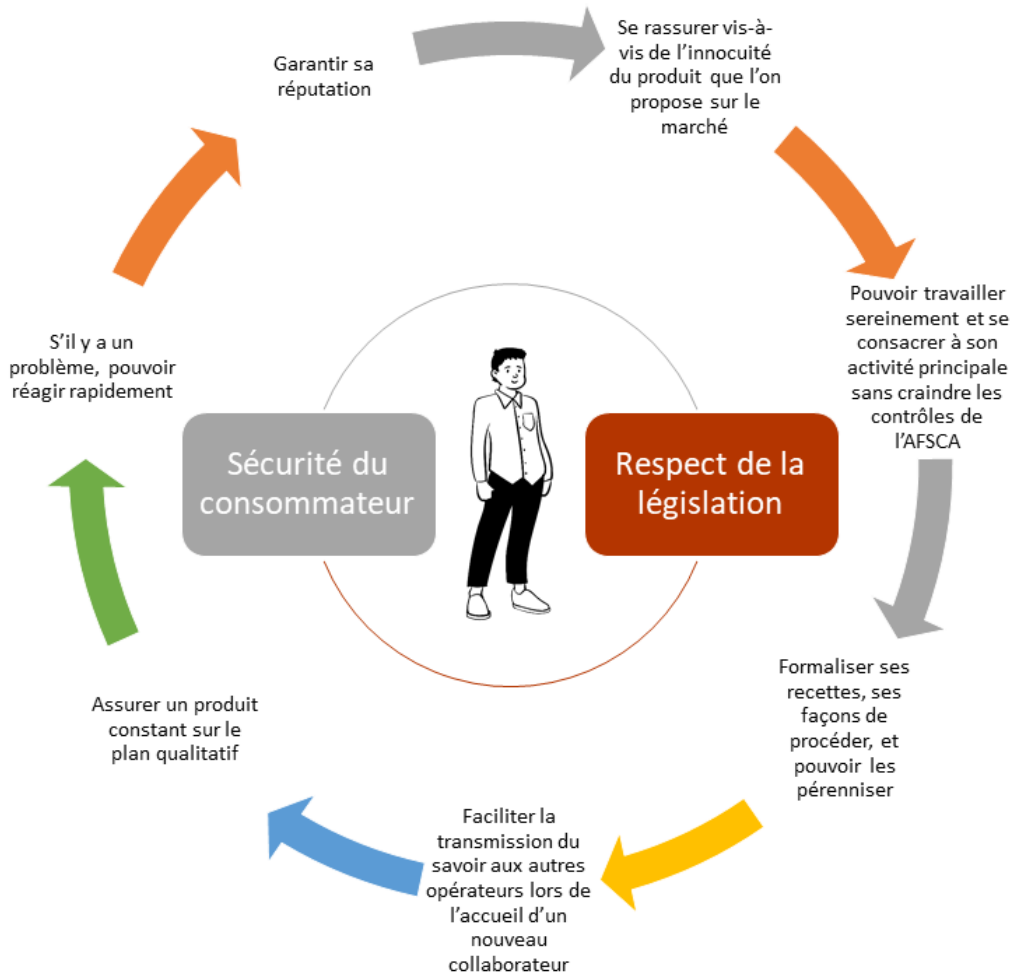 Garantir sa
réputation
Se rassurer vis-à-
vis de l’innocuité
du produit que l’on
propose sur le
marché
Pouvoir travailler
sereinement et se
consacrer à son
activité principale
sans craindre les
contrôles de
l’AFSCA
Formaliser ses
recettes, ses
façons de
procéder, et
pouvoir les
pérenniser
Faciliter la
transmission du
savoir aux autres
opérateurs lors de
l’accueil d’un
nouveau
collaborateur
Assurer un produit
constant sur le
plan qualitatif
S’il y a un
problème, pouvoir
réagir rapidement
Sécurité du
consommateur
Respect de la
législation